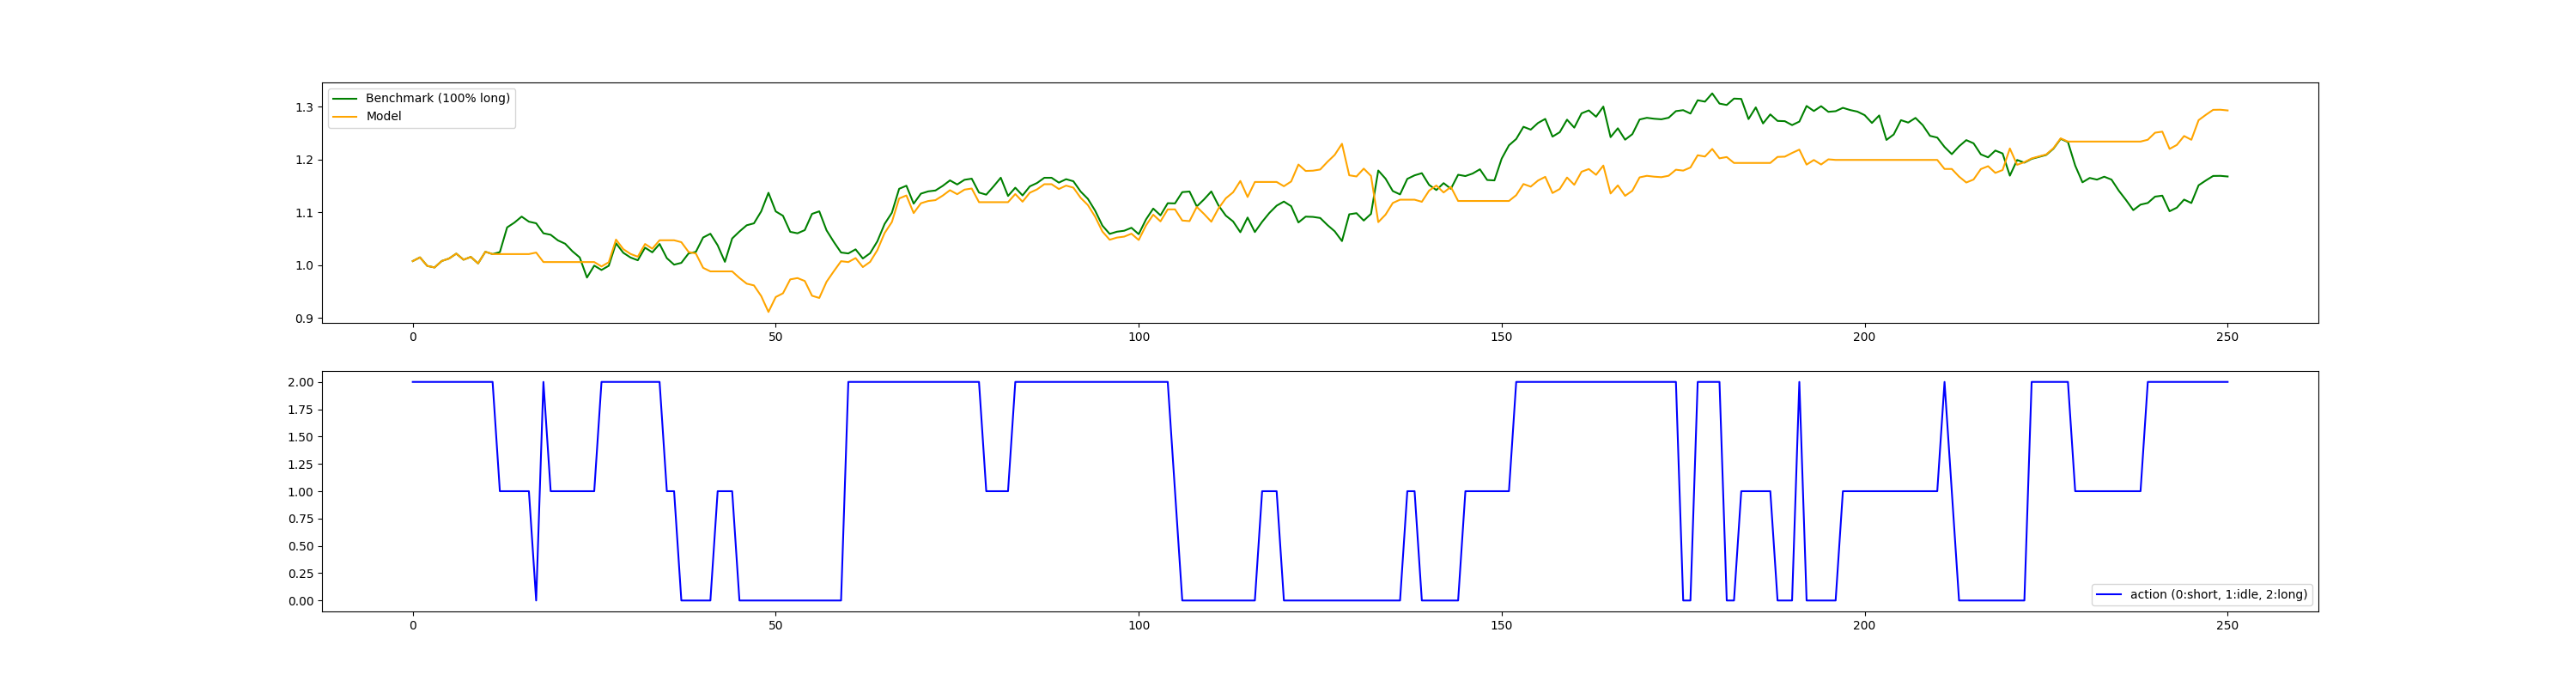 Benchmark (100% long)
Model
1.3
1.2
1.1
1.0
0.9
0 50 100 150 200 250
2.00
1.75
1.50
1.25
1.00
0.75
0.50
0.25
0.00
action (0:short, 1:idle, 2:long)
0 50 100 150 200 250